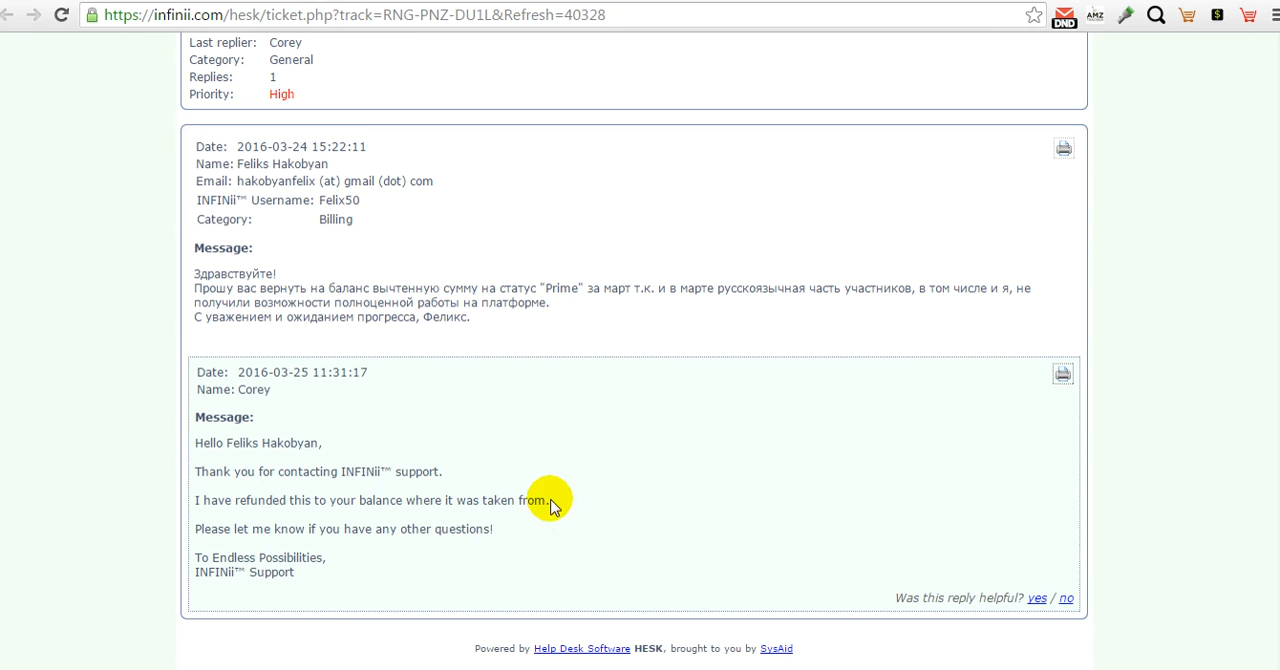 https://infinii.com/hesk/ticket.php?track=RNG-PNZ-DU1L&Refresh=40328
DND
AMZ
Last replier: Corey
Category: General
Replies: 1
Priority: High
Date: 2016-03-24 15:22:11
Name: Feliks Hakobyan
Email: hakobyanfelix (at) gmail (dot) com
INFINii™ Username: Felix50
Category: Billing
Message:
Здравствуйте!
Прошу вас вернуть на баланс вычтенную сумму на статус "Prime" за март т.к. и в марте русскоязычная часть участников, в том числе и я, не
получили возможности полноценной работы на платформе.
С уважением и ожиданием прогресса, Феликс.
Date: 2016-03-25 11:31:17
Name: Corey
Message:
Hello Feliks Hakobyan,
Thank you for contacting INFINii™ support.
I have refunded this to your balance where it was taken from.
Please let me know if you have any other questions!
To Endless Possibilities,
INFINii™ Support
Was this reply helpful? yes / no
Powered by Help Desk Software HESK, brought to you by SysAid